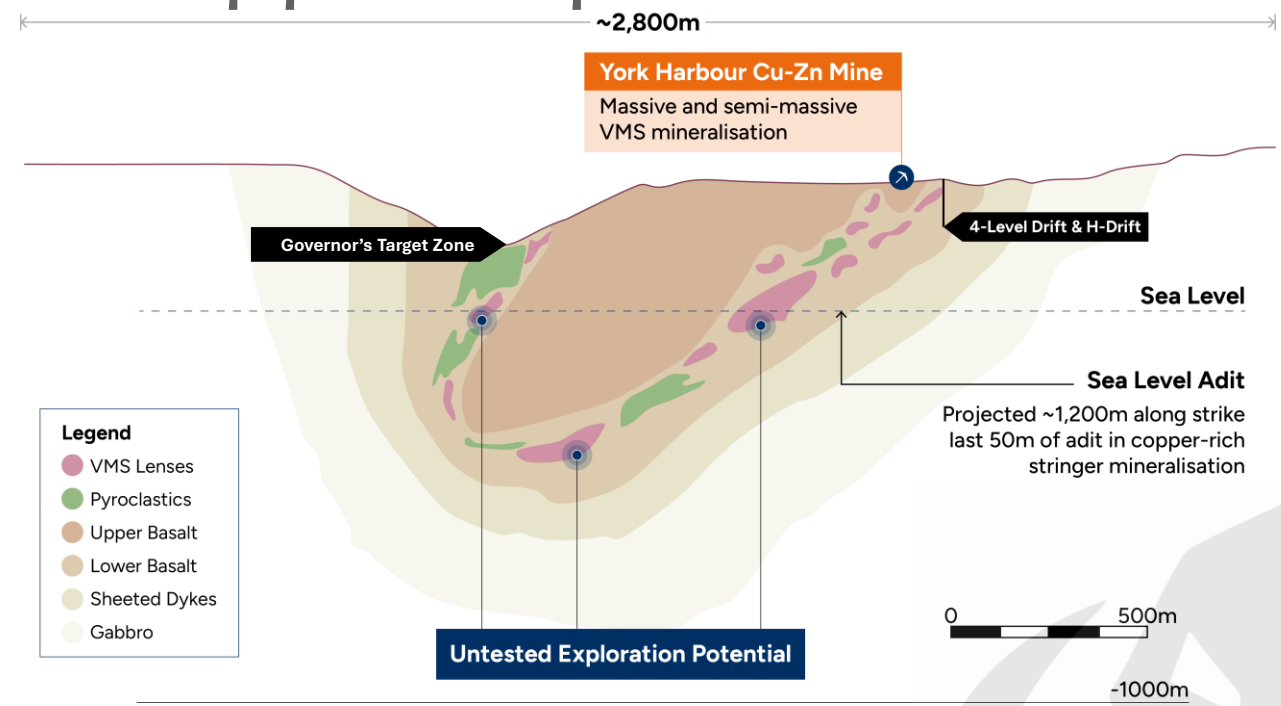 ~2,800m
York Harbour Cu-Zn Mine
Massive and semi-massive
VMS mineralisation
Governor's Target Zone
4-Level Drift & H-Drift
Sea Level
Sea Level Adit
Projected ~1,200m along strike
last 50m of adit in copper-rich
stringer mineralisation
Legend
VMS Lenses
Pyroclastics
Upper Basalt
Lower Basalt
Sheeted Dykes
Gabbro
Untested Exploration Potential
0 500m
-1000m